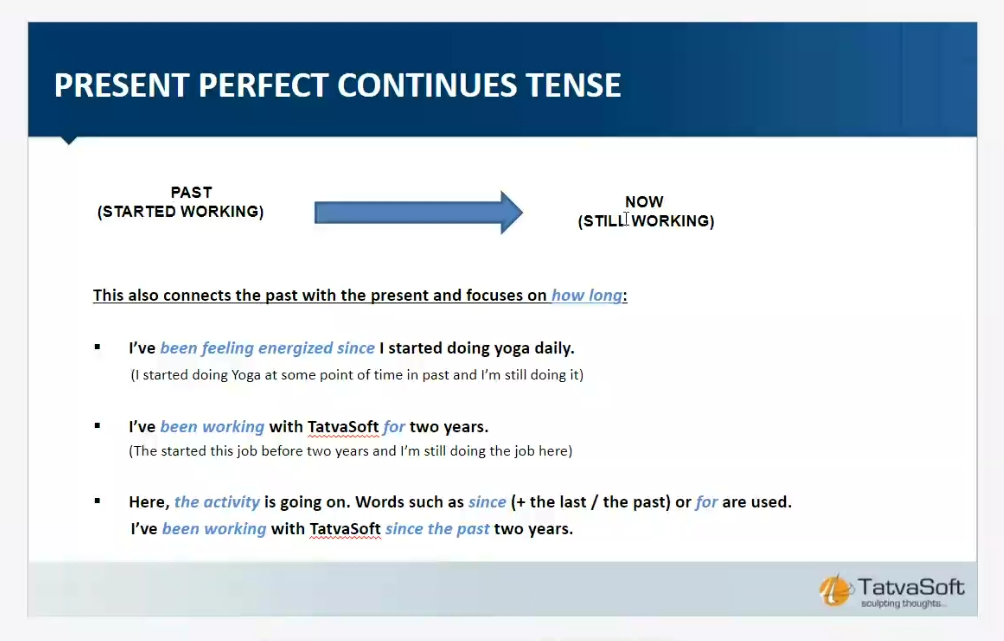 PRESENT PERFECT CONTINUES TENSE
PAST
(STARTED WORKING)
NOW
(STILL WORKING)
This also connects the past with the present and focuses on how long:
▪ I've been feeling energized since I started doing yoga daily.
(I started doing Yoga at some point of time in past and I'm still doing it)
▪ I've been working with TatvaSoft for two years.
(The started this job before two years and I'm still doing the job here)
▪ Here, the activity is going on. Words such as since (+ the last / the past) or for are used.
I've been working with TatvaSoft since the past two years.
TatvaSoft
sculpting thoughts...